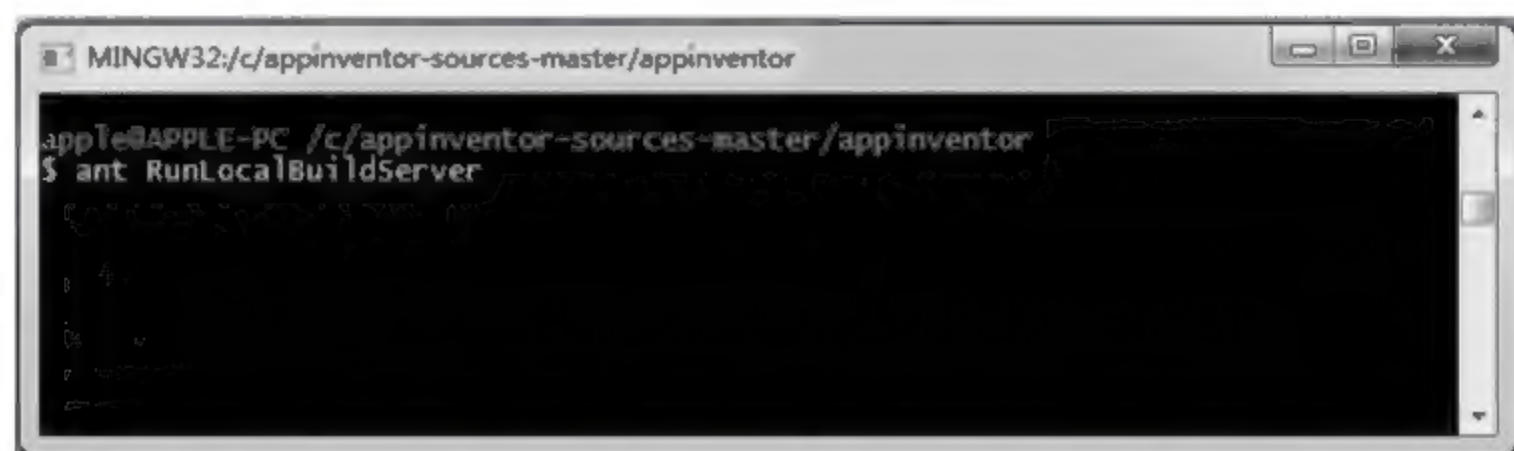 MINGW32:/c/appinventor-sources-master/appinventor
apple@APPLE-PC /c/appinventor-sources-master/appinventor
$ ant RunLocalBuildServer